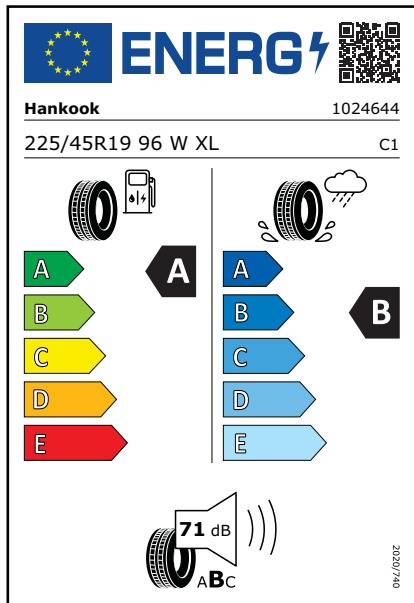 ENERG
Hankook 1024644
225/45R19 96 W XL C1
A A
B
C
D
E
A
B B
C
D
E
71 dB
ABC
2020/740